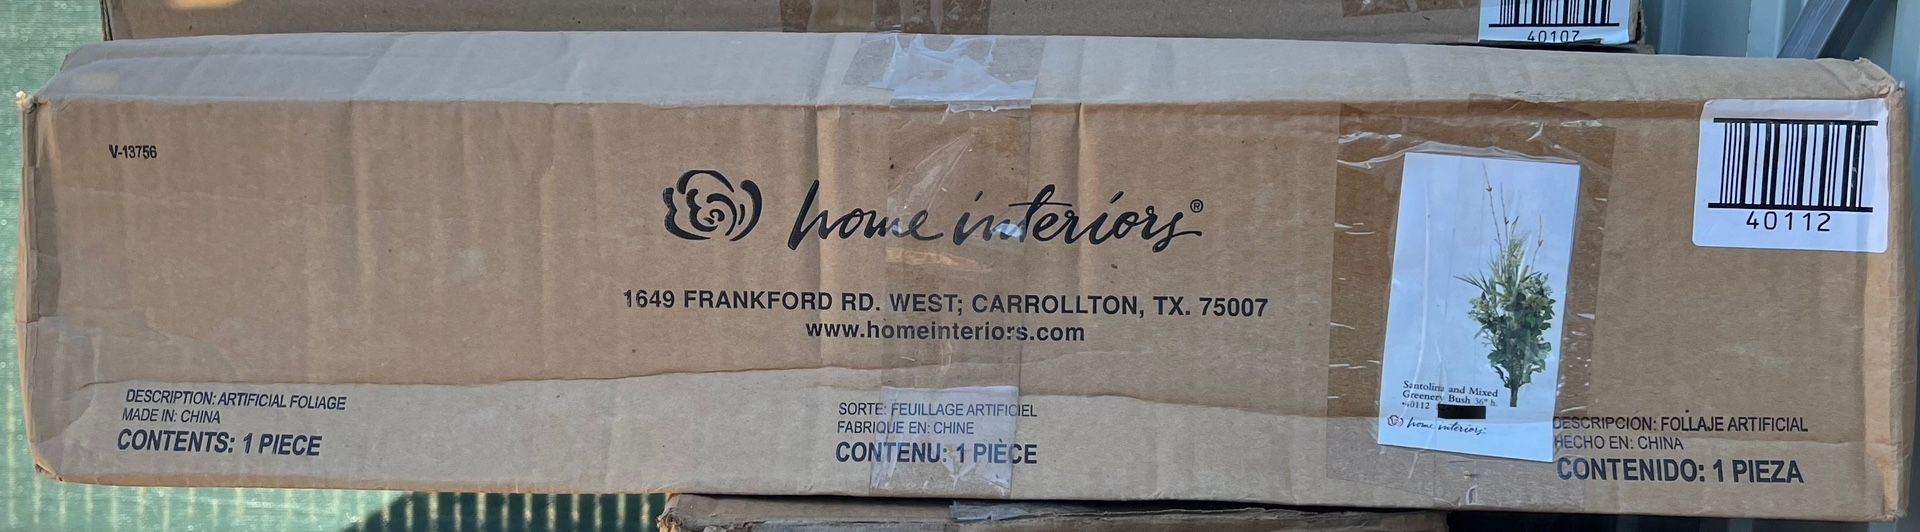 40107
V-13756
home interiors®
1649 FRANKFORD RD. WEST; CARROLLTON, TX. 75007
www.homeinteriors.com
40112
DESCRIPTION: ARTIFICIAL FOLIAGE
MADE IN: CHINA
CONTENTS: 1 PIECE
SORTE: FEUILLAGE ARTIFICIEL
FABRIQUE EN: CHINE
CONTENU: 1 PIÈCE
Santolina and Mixed
Greenery Bush 36" h.
•40112
home interiors®
DESCRIPCION: FOLLAJE ARTIFICIAL
HECHO EN: CHINA
CONTENIDO: 1 PIEZA